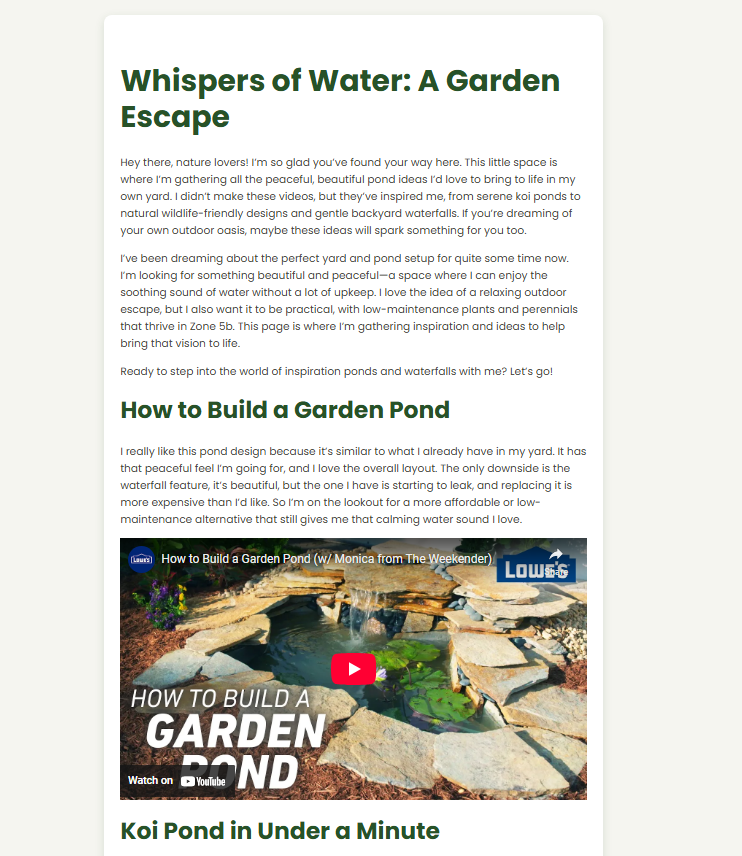 Whispers of Water: A Garden
Escape
Hey there, nature lovers! I’m so glad you’ve found your way here. This little space is
where I’m gathering all the peaceful, beautiful pond ideas I’d love to bring to life in my
own yard. I didn’t make these videos, but they’ve inspired me, from serene koi ponds to
natural wildlife-friendly designs and gentle backyard waterfalls. If you’re dreaming of
your own outdoor oasis, maybe these ideas will spark something for you too.
I’ve been dreaming about the perfect yard and pond setup for quite some time now.
I’m looking for something beautiful and peaceful—a space where I can enjoy the
soothing sound of water without a lot of upkeep. I love the idea of a relaxing outdoor
escape, but I also want it to be practical, with low-maintenance plants and perennials
that thrive in Zone 5b. This page is where I’m gathering inspiration and ideas to help
bring that vision to life.
Ready to step into the world of inspiration ponds and waterfalls with me? Let’s go!
How to Build a Garden Pond
I really like this pond design because it’s similar to what I already have in my yard. It has
that peaceful feel I’m going for, and I love the overall layout. The only downside is the
waterfall feature, it’s beautiful, but the one I have is starting to leak, and replacing it is
more expensive than I’d like. So I’m on the lookout for a more affordable or low-
maintenance alternative that still gives me that calming water sound I love.
LOWE'S
How to Build a Garden Pond (w/ Monica from The Weekender)
LOWE'S
Share
HOW TO BUILD A
GARDEN
POND
Watch on YouTube
Koi Pond in Under a Minute